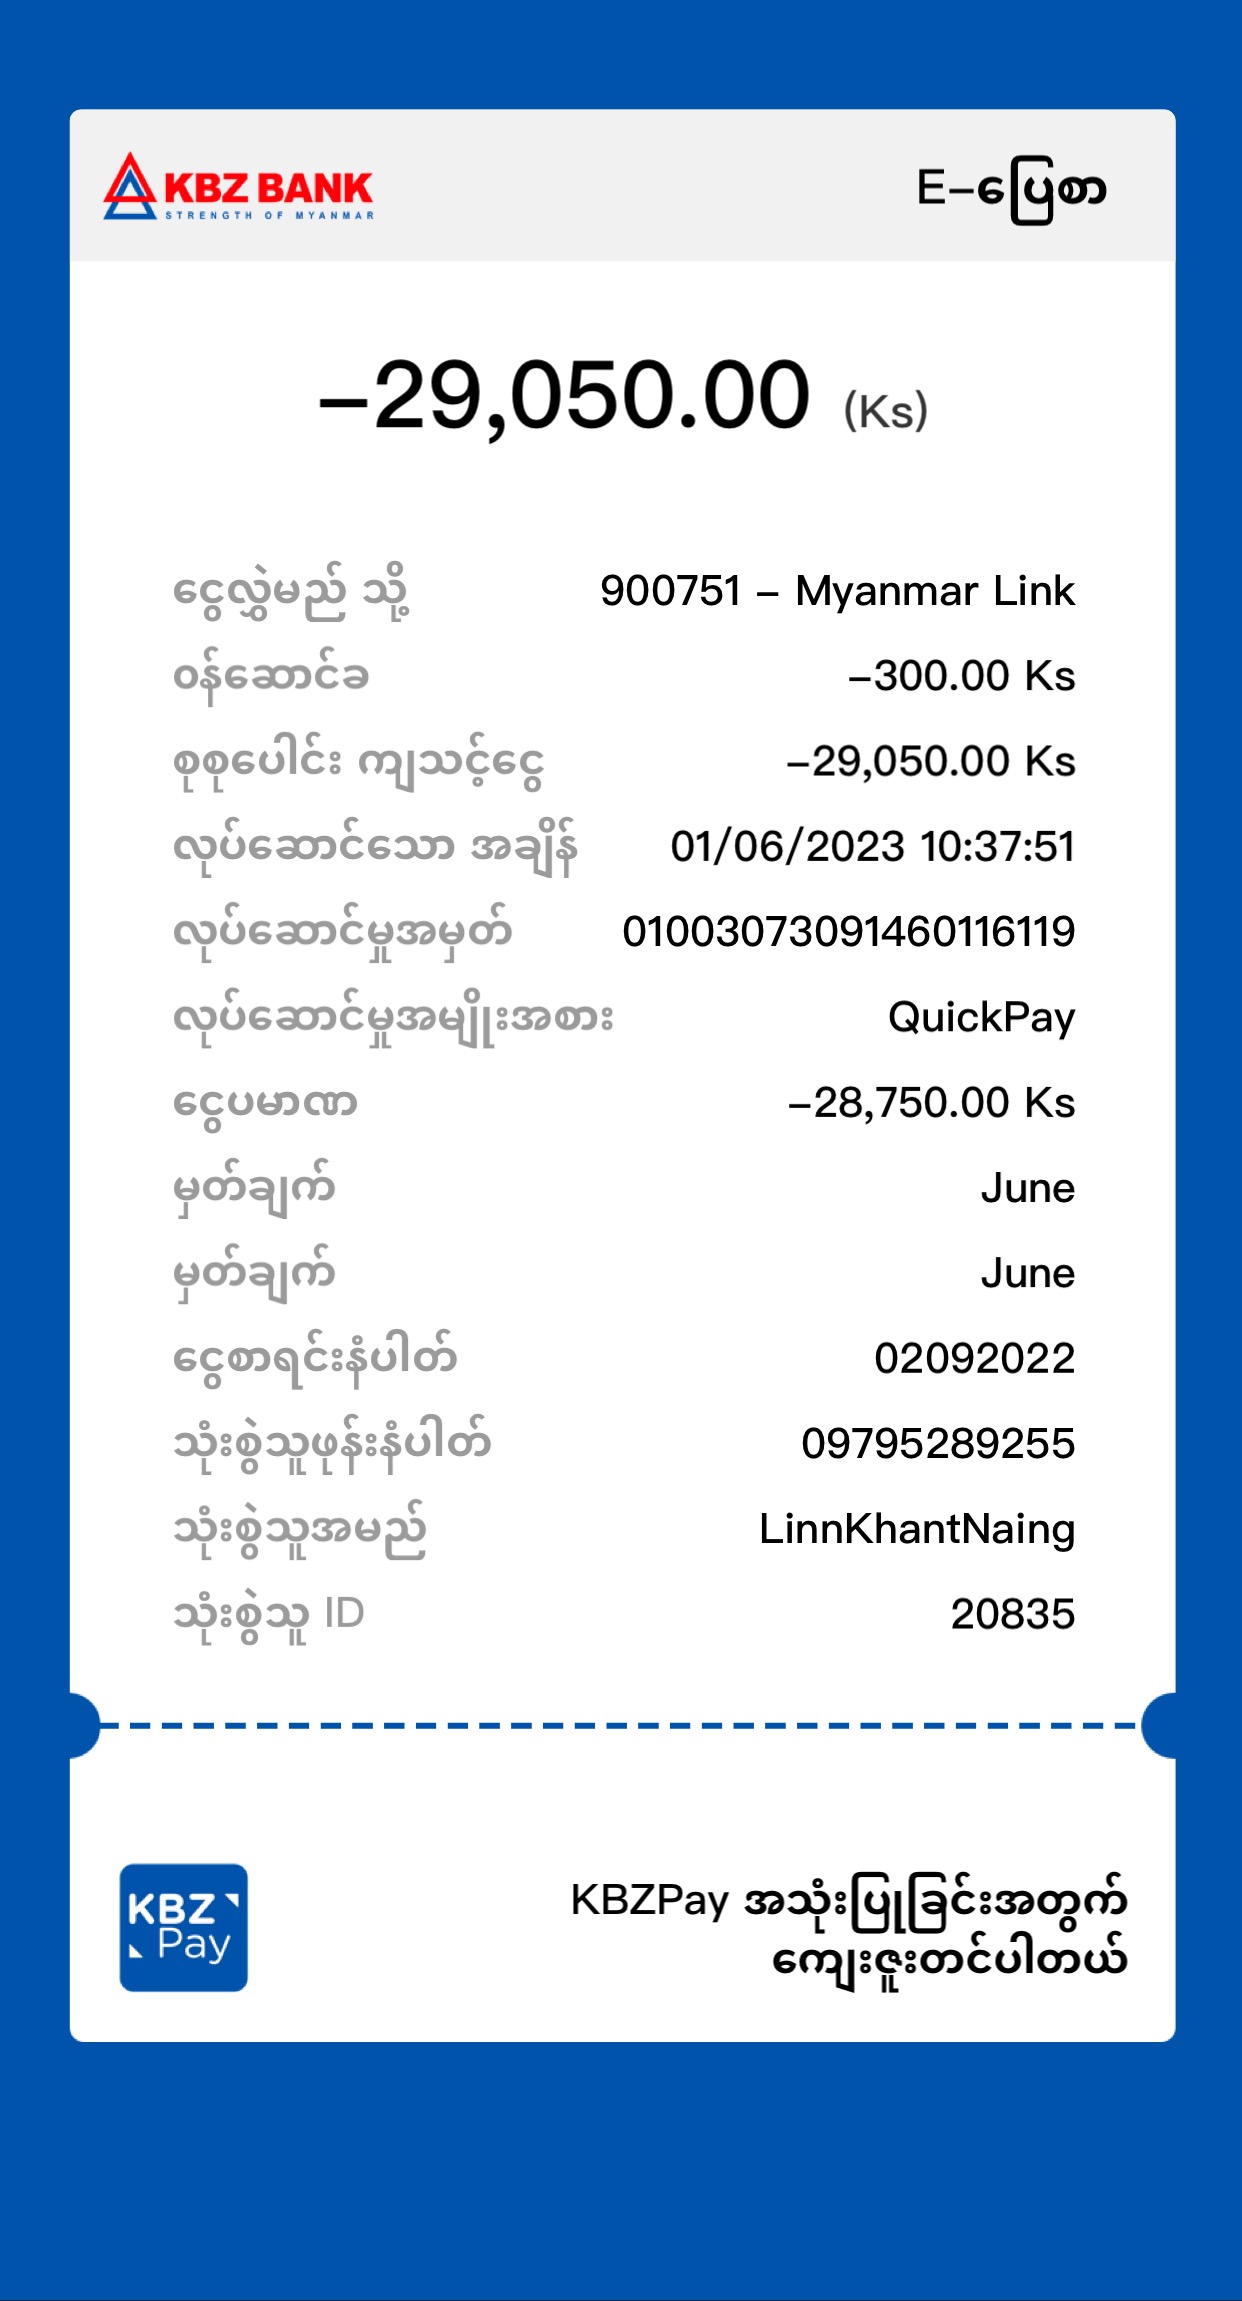 KBZ BANK
STRENGTH OF MYANMAR
E-ပြေစာ
-29,050.00 (Ks)
ငွေလွှဲမည် သို့ 900751 - Myanmar Link
ဝန်ဆောင်ခ -300.00 Ks
စုစုပေါင်း ကျသင့်ငွေ -29,050.00 Ks
လုပ်ဆောင်သော အချိန် 01/06/2023 10:37:51
လုပ်ဆောင်မှုအမှတ် 01003073091460116119
လုပ်ဆောင်မှုအမျိုးအစား QuickPay
ငွေပမာဏ -28,750.00 Ks
မှတ်ချက် June
မှတ်ချက် June
ငွေစာရင်းနံပါတ် 02092022
သုံးစွဲသူဖုန်းနံပါတ် 09795289255
သုံးစွဲသူအမည် LinnKhantNaing
သုံးစွဲသူ ID 20835
KBZ
Pay
KBZPay အသုံးပြုခြင်းအတွက်
ကျေးဇူးတင်ပါတယ်